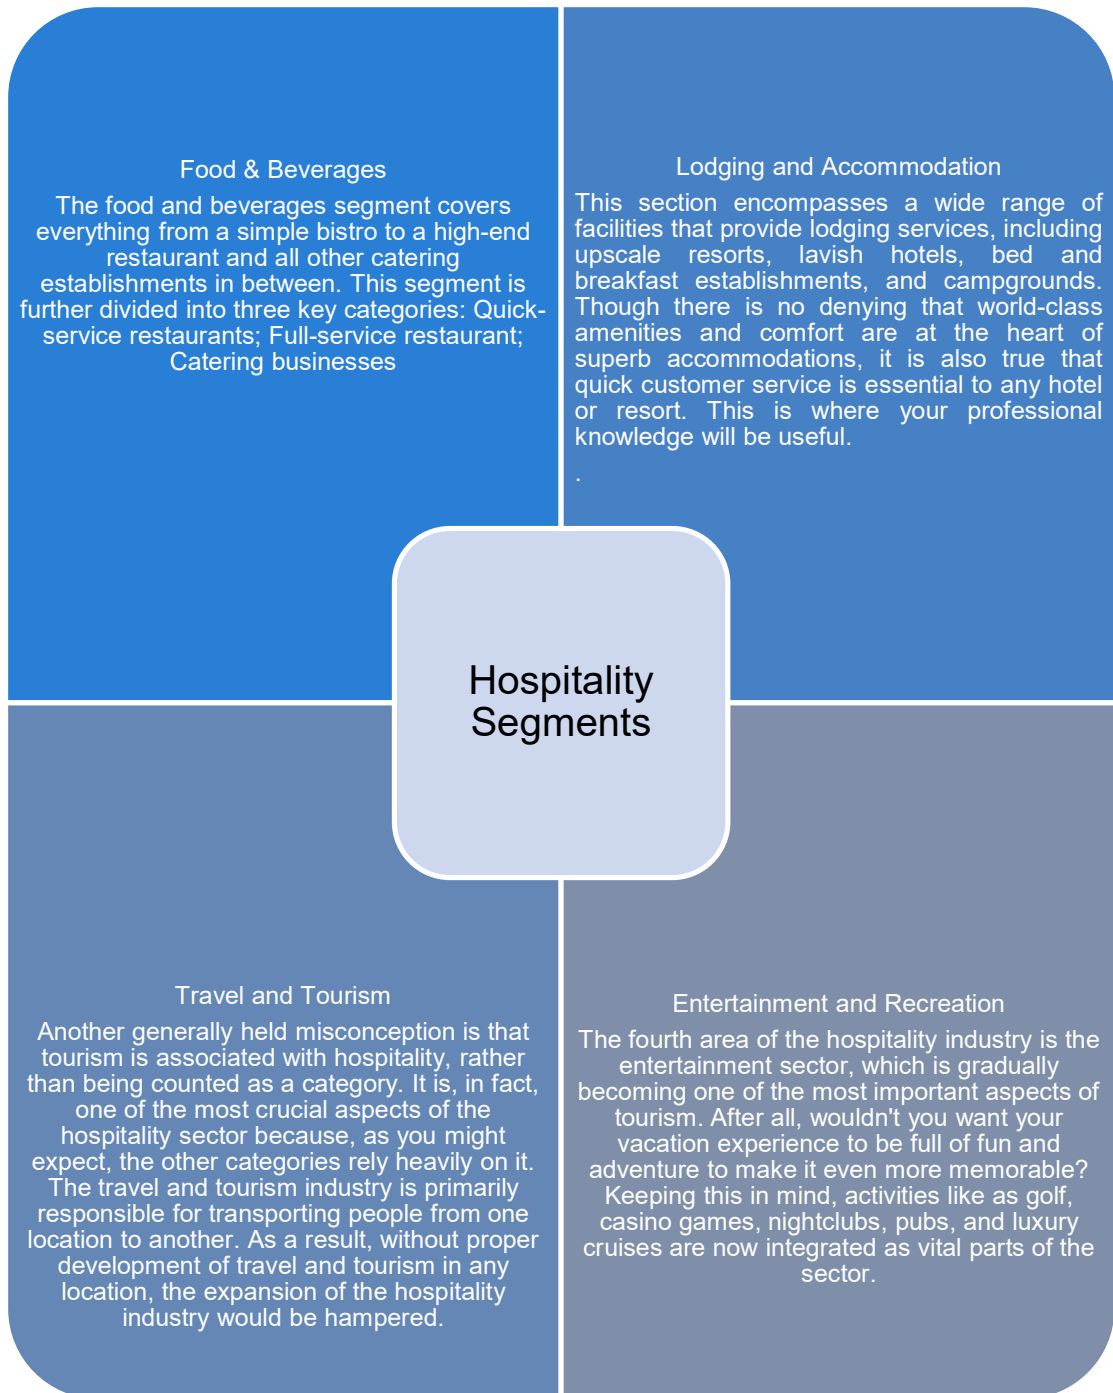 Food & Beverages
The food and beverages segment covers
everything from a simple bistro to a high-end
restaurant and all other catering
establishments in between. This segment is
further divided into three key categories: Quick-
service restaurants; Full-service restaurant;
Catering businesses
Lodging and Accommodation
This section encompasses a wide range of
facilities that provide lodging services, including
upscale resorts, lavish hotels, bed and
breakfast establishments, and campgrounds.
Though there is no denying that world-class
amenities and comfort are at the heart of
superb accommodations, it is also true that
quick customer service is essential to any hotel
or resort. This is where your professional
knowledge will be useful.
.
Hospitality
Segments
Travel and Tourism
Another generally held misconception is that
tourism is associated with hospitality, rather
than being counted as a category. It is, in fact,
one of the most crucial aspects of the
hospitality sector because, as you might
expect, the other categories rely heavily on it.
The travel and tourism industry is primarily
responsible for transporting people from one
location to another. As a result, without proper
development of travel and tourism in any
location, the expansion of the hospitality
industry would be hampered.
Entertainment and Recreation
The fourth area of the hospitality industry is the
entertainment sector, which is gradually
becoming one of the most important aspects of
tourism. After all, wouldn't you want your
vacation experience to be full of fun and
adventure to make it even more memorable?
Keeping this in mind, activities like as golf,
casino games, nightclubs, pubs, and luxury
cruises are now integrated as vital parts of the
sector.